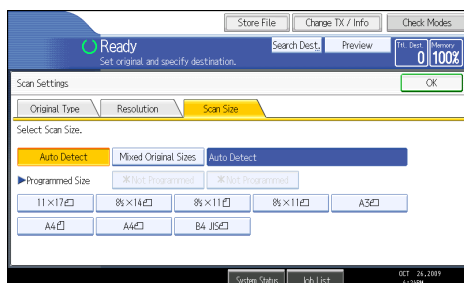 Store File Change TX / Info Check Modes
Ready
Search Dest. Preview
Ttl. Dest. Memory
0 100%
Set original and specify destination.
Scan Settings OK
Original Type Resolution Scan Size
Select Scan Size.
Auto Detect Mixed Original Sizes Auto Detect
▶Programmed Size ※Not Programmed ※Not Programmed
11×17 8½×14 8½×11 8½×11 A3
A4 A4 B4 JIS
System Status Job List OCT 26,2009